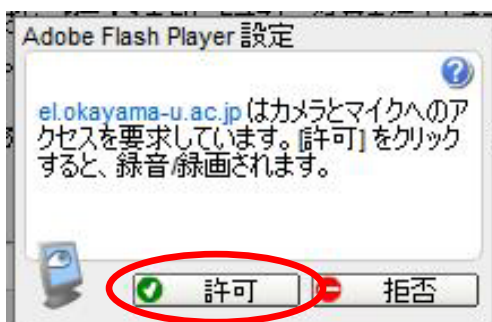 Adobe Flash Player 設定
?
el.okayama-u.ac.jp はカメラとマイクへのア
クセスを要求しています。[許可] をクリック
すると、録音/録画されます。
許可 拒否